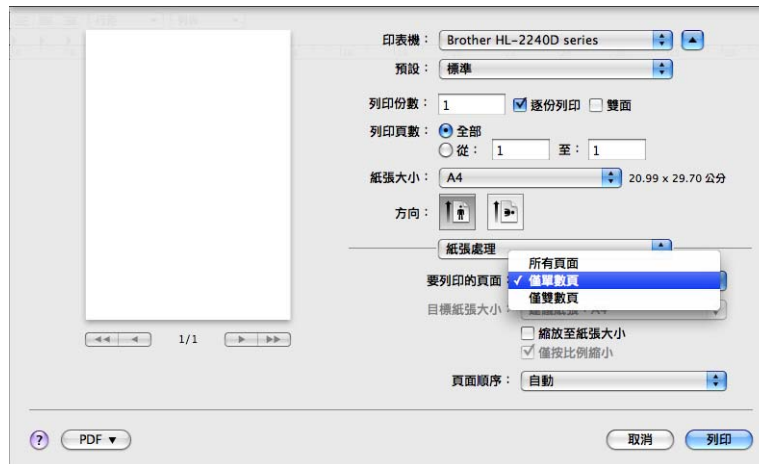 印表機： Brother HL-2240D series
預設： 標準
列印份數： 1 逐份列印 雙面
列印頁數： 全部
從： 1 至： 1
紙張大小： A4 20.99 x 29.70 公分
方向：
紙張處理
所有頁面
要列印的頁面： ✓ 僅單數頁
僅雙數頁
目標紙張大小：
縮放至紙張大小
1/1
僅按比例縮小
頁面順序： 自動
? PDF ▼ 取消 列印